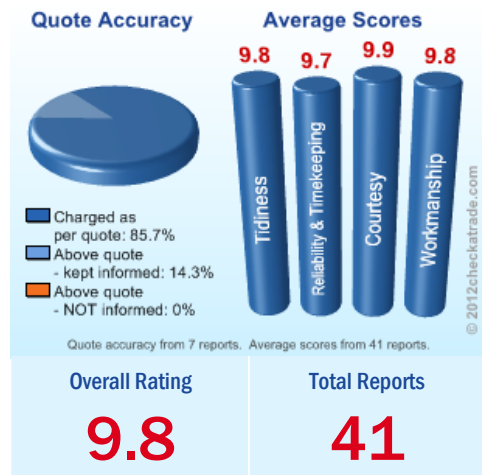 Quote Accuracy
Average Scores
9.8
9.7
9.9
9.8
Tidiness
Reliability & Timekeeping
Courtesy
Workmanship
Charged as
per quote: 85.7%
Above quote
- kept informed: 14.3%
Above quote
- NOT informed: 0%
© 2012checkatrade.com
Quote accuracy from 7 reports. Average scores from 41 reports.
Overall Rating
Total Reports
9.8
41